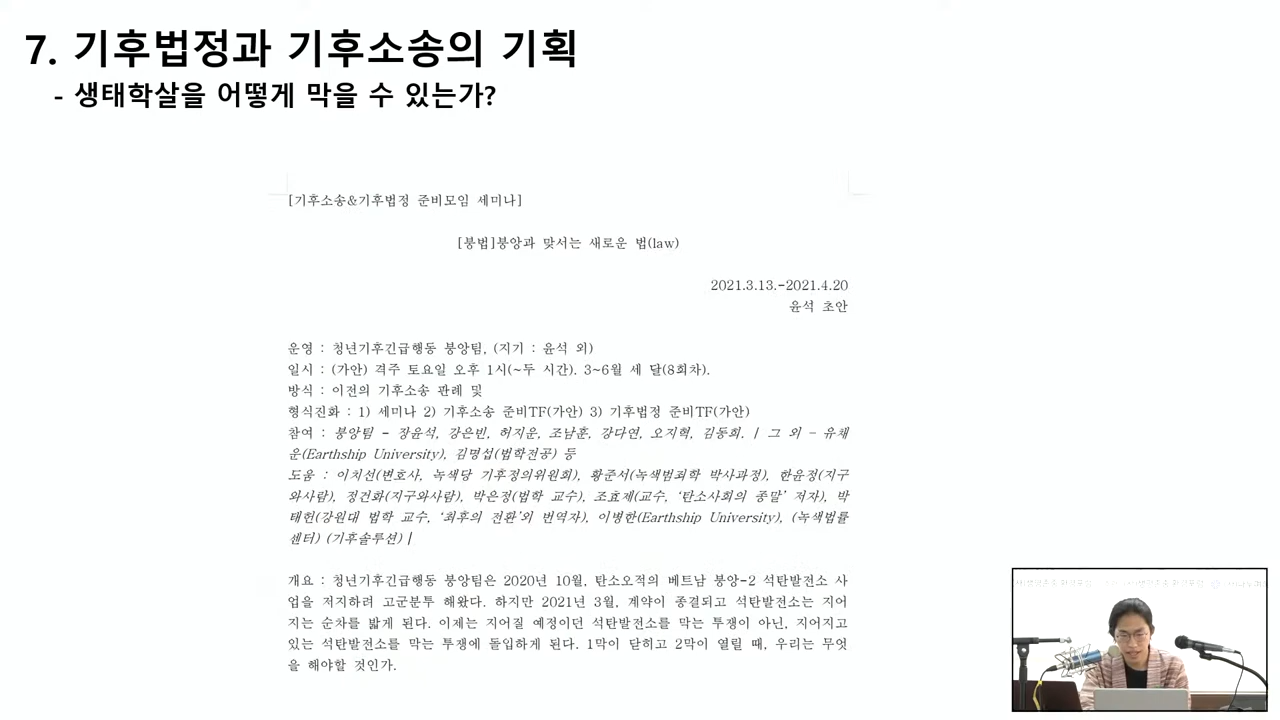 7. 기후법정과 기후소송의 기획
- 생태학살을 어떻게 막을 수 있는가?
[기후소송&기후법정 준비모임 세미나]
[붕법]붕앙과 맞서는 새로운 법(law)
2021.3.13.-2021.4.20
윤석 초안
운영 : 청년기후긴급행동 붕앙팀, (지기 : 윤석 외)
일시 : (가안) 격주 토요일 오후 1시(~두 시간). 3~6월 세 달(8회차).
방식 : 이전의 기후소송 판례 및
형식진화 : 1) 세미나 2) 기후소송 준비TF(가안) 3) 기후법정 준비TF(가안)
참여 : 붕앙팀 - 장윤석, 강은빈, 허지운, 조남훈, 강다연, 오지혁, 김동희. | 그 외 - 유채
운(Earthship University), 김명섭(법학전공) 등
도움 : 이치선(변호사, 녹색당 기후정의위원회), 황준서(녹색범죄학 박사과정), 한윤정(지구
와사람), 정건화(지구와사람), 박은정(법학 교수), 조효제(교수, '탄소사회의 종말' 저자), 박
태현(강원대 법학 교수, '최후의 전환'외 번역자), 이병한(Earthship University), (녹색법률
센터) (기후솔루션) |
개요 : 청년기후긴급행동 붕앙팀은 2020년 10월, 탄소오적의 베트남 붕앙-2 석탄발전소 사
업을 저지하려 고군분투 해왔다. 하지만 2021년 3월, 계약이 종결되고 석탄발전소는 지어
지는 순차를 밟게 된다. 이제는 지어질 예정이던 석탄발전소를 막는 투쟁이 아닌, 지어지고
있는 석탄발전소를 막는 투쟁에 돌입하게 된다. 1막이 닫히고 2막이 열릴 때, 우리는 무엇
을 해야할 것인가.